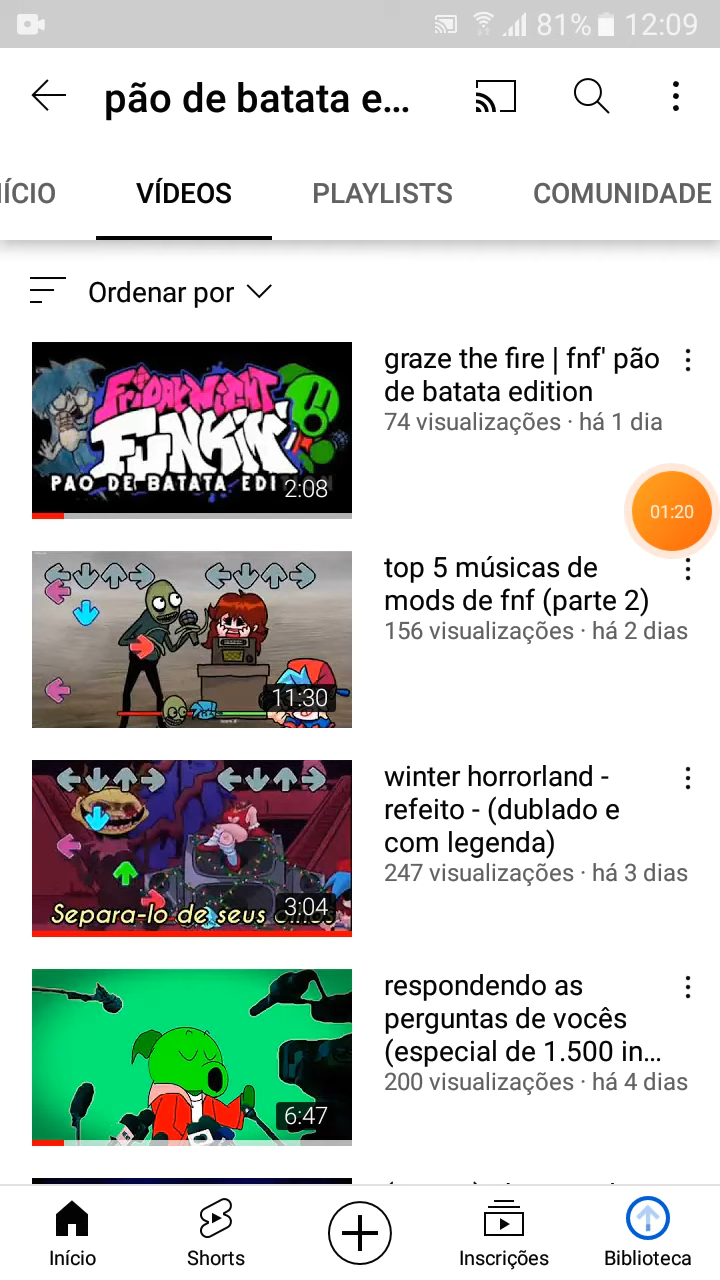 81% 12:09
pão de batata e...
ÍCIO VÍDEOS PLAYLISTS COMUNIDADE
Ordenar por
FRIDAY NIGHT
FUNKIN'
PAO DE BATATA EDI
2:08
graze the fire | fnf' pão
de batata edition
74 visualizações · há 1 dia
01:20
11:30
top 5 músicas de
mods de fnf (parte 2)
156 visualizações · há 2 dias
Separa-lo de seus
3:04
winter horrorland -
refeito - (dublado e
com legenda)
247 visualizações · há 3 dias
6:47
respondendo as
perguntas de vocês
(especial de 1.500 in...
200 visualizações · há 4 dias
Início Shorts Inscrições Biblioteca